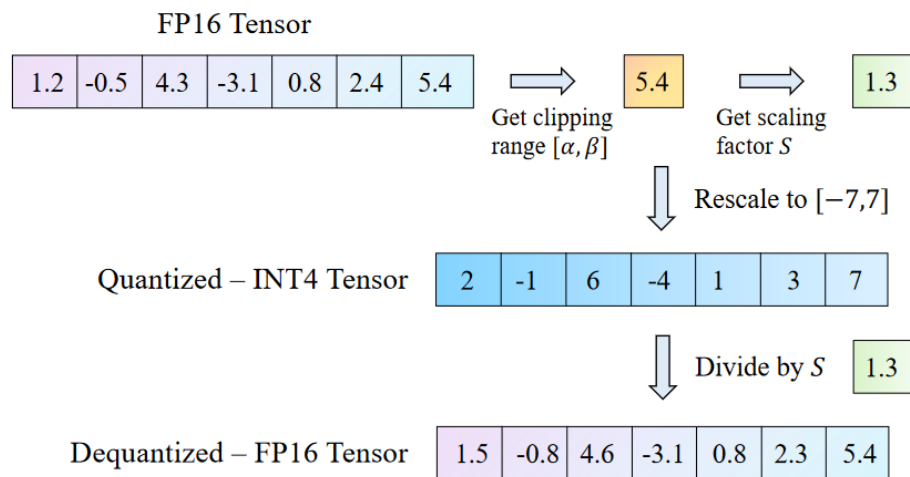 FP16 Tensor
1.2 -0.5 4.3 -3.1 0.8 2.4 5.4
5.4
1.3
Get clipping
range [α, β]
Get scaling
factor S
Rescale to [−7,7]
Quantized – INT4 Tensor
2 -1 6 -4 1 3 7
Divide by S
1.3
Dequantized – FP16 Tensor
1.5 -0.8 4.6 -3.1 0.8 2.3 5.4